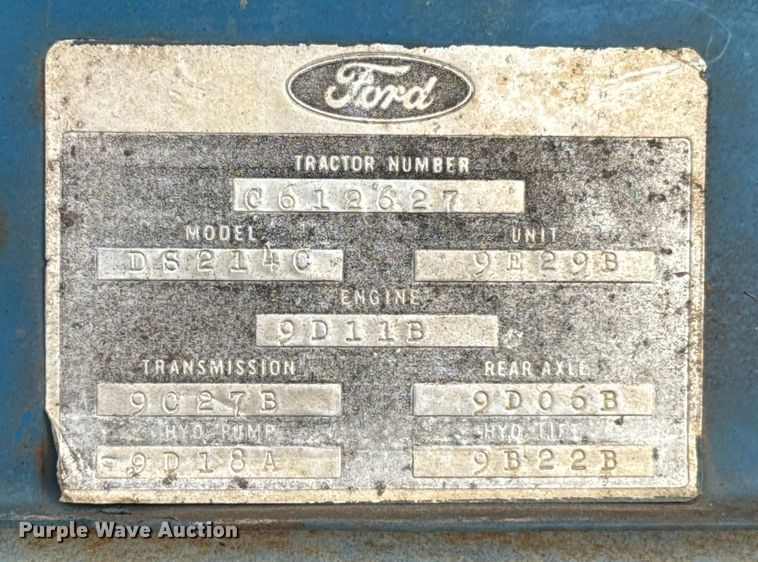 Ford
TRACTOR NUMBER
C612627
MODEL UNIT
DS214C 9E29B
ENGINE
9D11B
TRANSMISSION REAR AXLE
9C27B 9D06B
HYD. PUMP HYD. LIFT
9D18A 9B22B
Purple Wave Auction